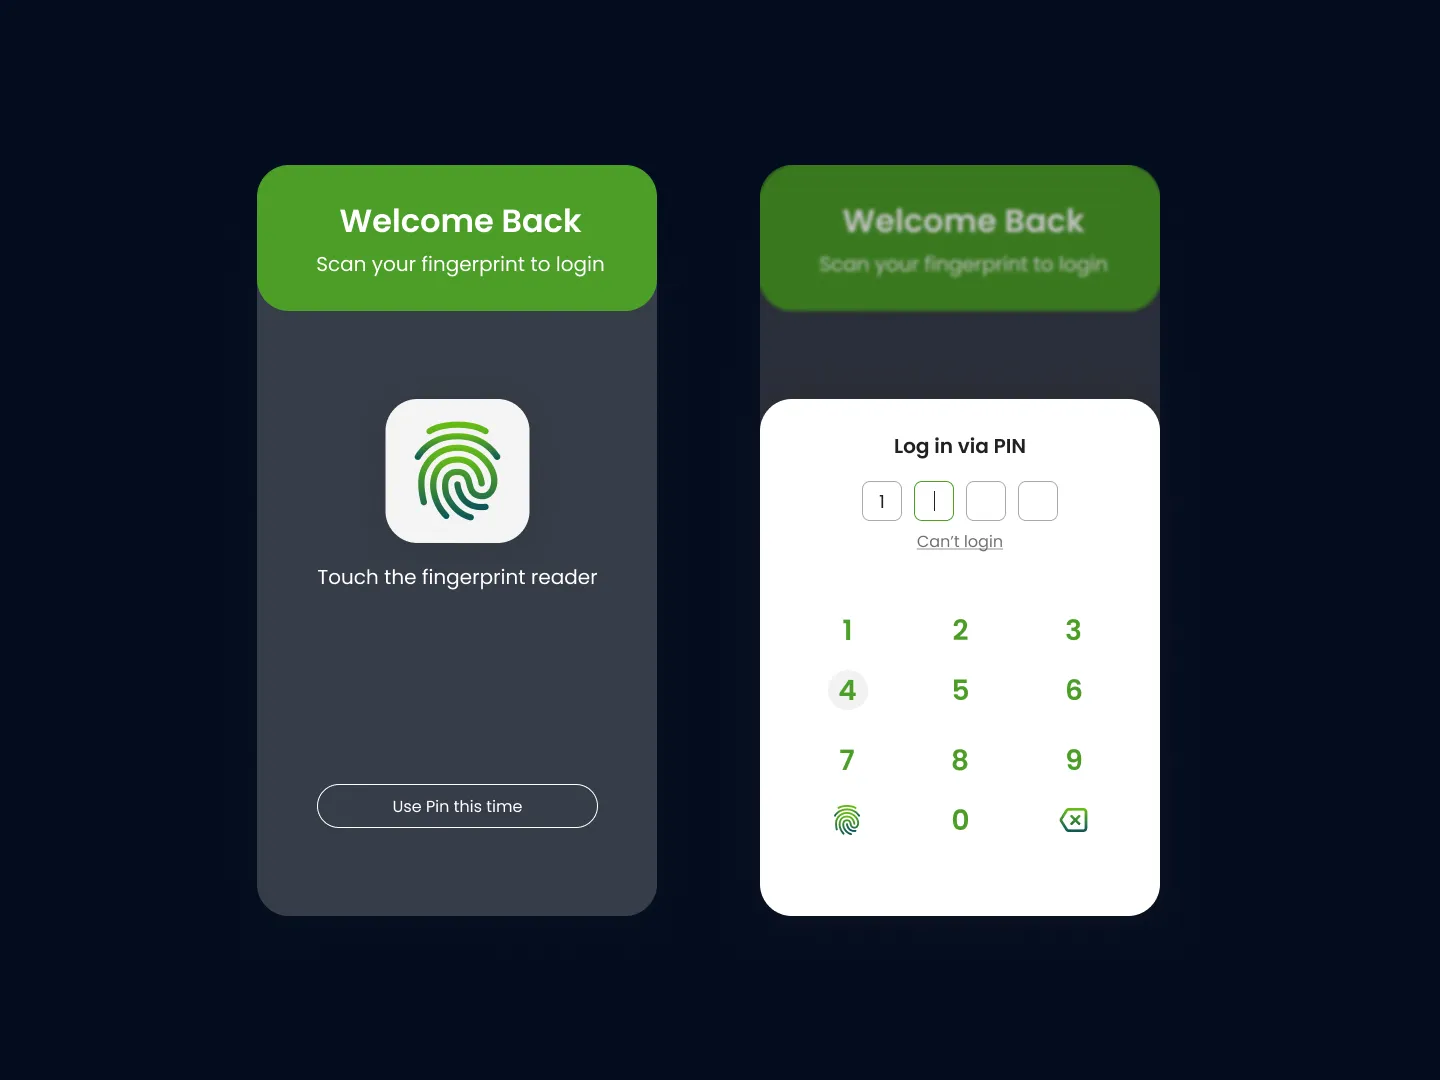 Welcome Back
Scan your fingerprint to login
Touch the fingerprint reader
Use Pin this time
Welcome Back
Scan your fingerprint to login
Log in via PIN
1
Can't login
1 2 3
4 5 6
7 8 9
0